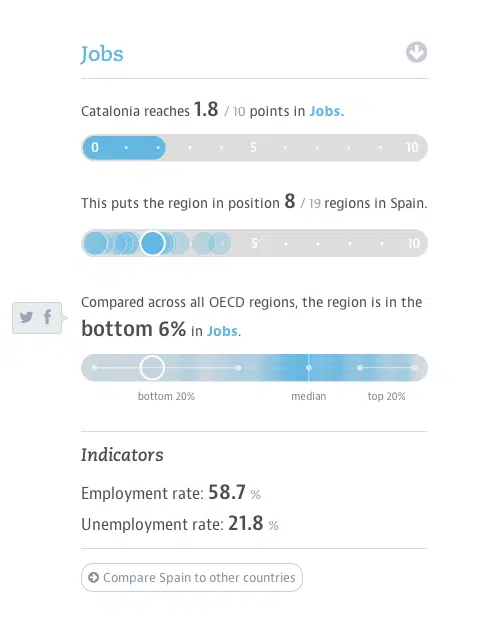 Jobs
Catalonia reaches 1.8 / 10 points in Jobs.
0 5 10
This puts the region in position 8 / 19 regions in Spain.
5 10
Compared across all OECD regions, the region is in the
bottom 6% in Jobs.
bottom 20% median top 20%
Indicators
Employment rate: 58.7 %
Unemployment rate: 21.8 %
Compare Spain to other countries